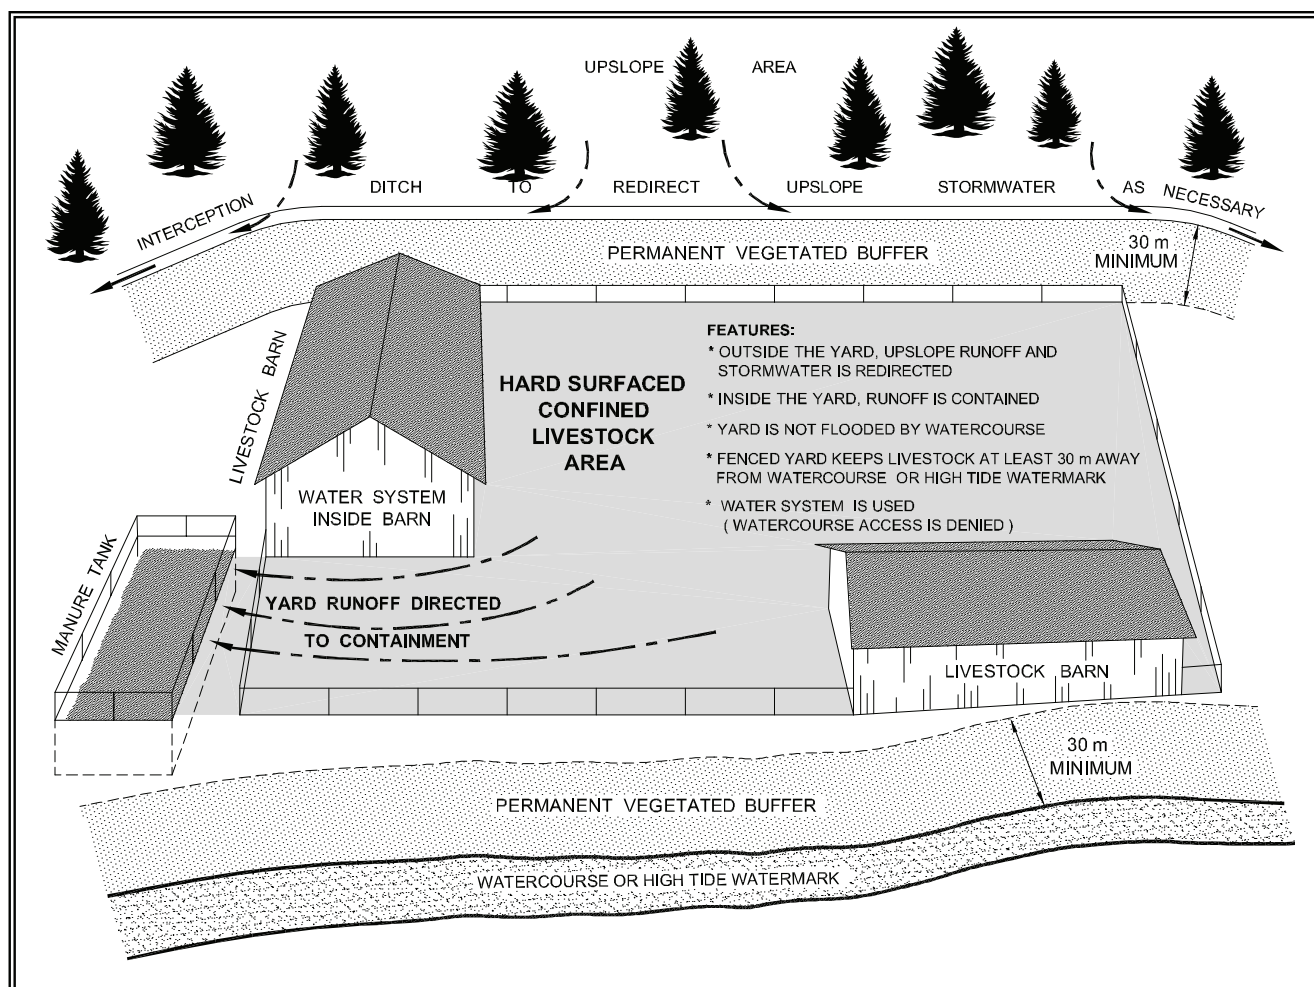 UPSLOPE AREA
INTERCEPTION DITCH TO REDIRECT UPSLOPE STORMWATER AS NECESSARY
PERMANENT VEGETATED BUFFER
30 m
MINIMUM
LIVESTOCK BARN
HARD SURFACED
CONFINED
LIVESTOCK
AREA
FEATURES:
* OUTSIDE THE YARD, UPSLOPE RUNOFF AND
STORMWATER IS REDIRECTED
* INSIDE THE YARD, RUNOFF IS CONTAINED
* YARD IS NOT FLOODED BY WATERCOURSE
* FENCED YARD KEEPS LIVESTOCK AT LEAST 30 m AWAY
FROM WATERCOURSE OR HIGH TIDE WATERMARK
* WATER SYSTEM IS USED
( WATERCOURSE ACCESS IS DENIED )
WATER SYSTEM
INSIDE BARN
MANURE TANK
YARD RUNOFF DIRECTED
TO CONTAINMENT
LIVESTOCK BARN
30 m
MINIMUM
PERMANENT VEGETATED BUFFER
WATERCOURSE OR HIGH TIDE WATERMARK